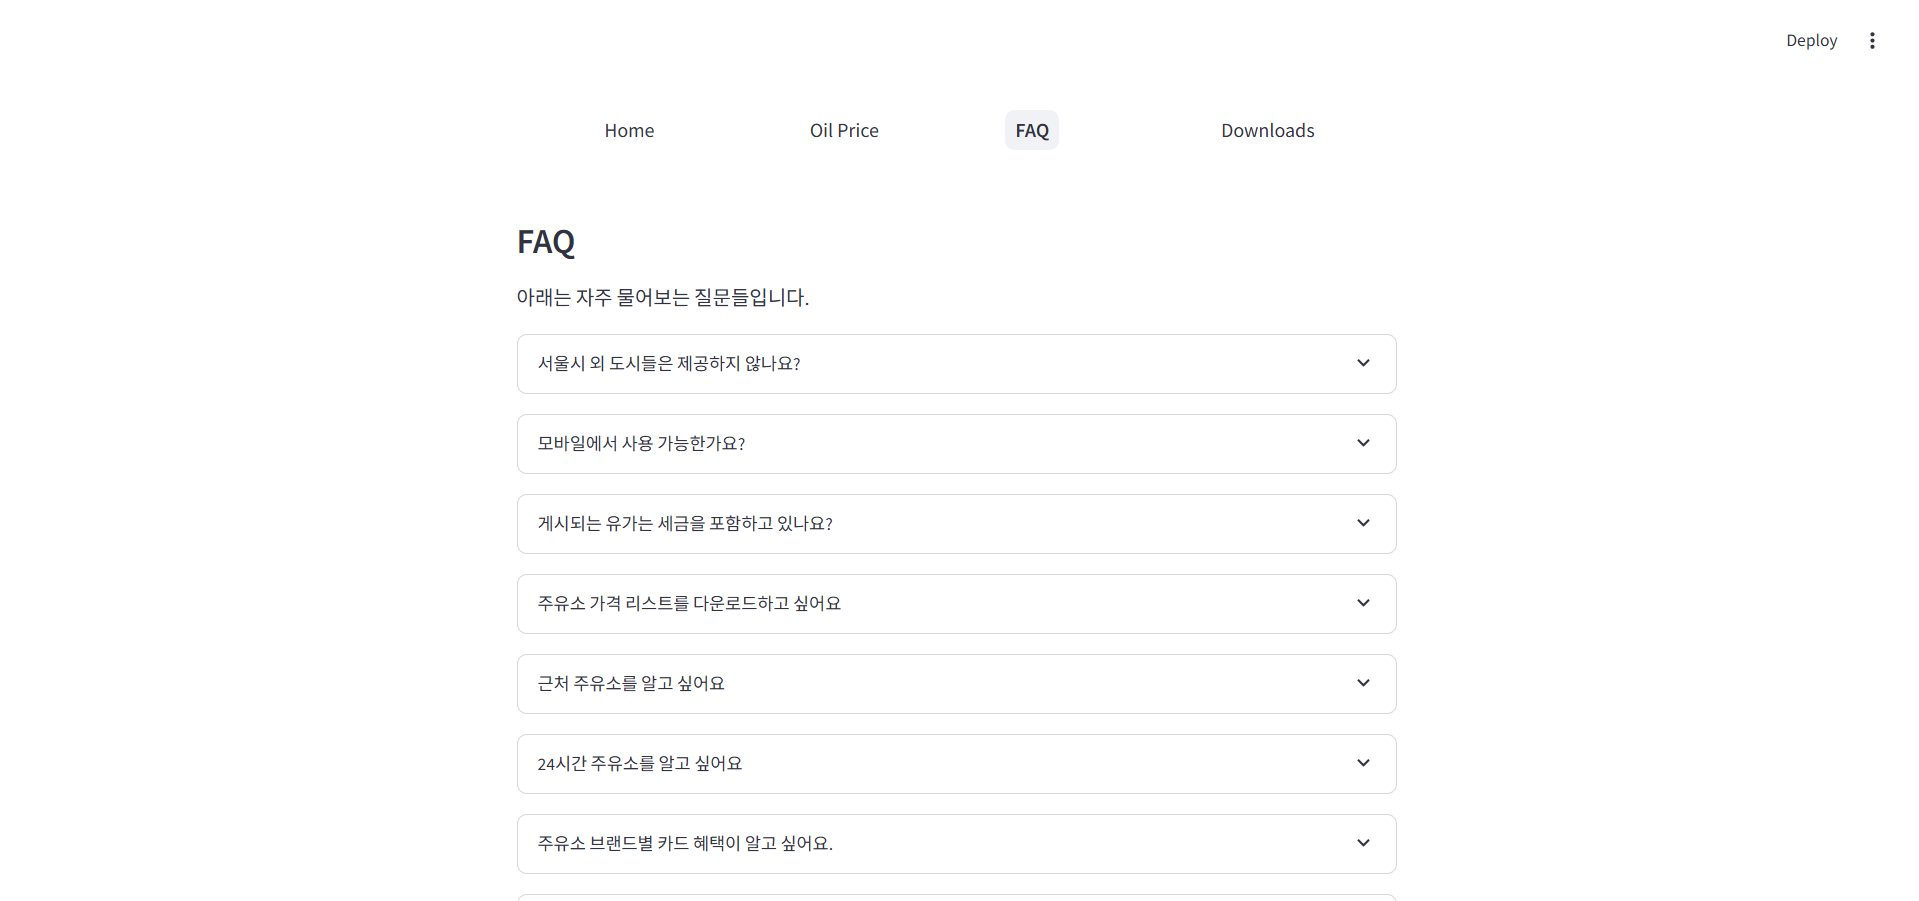 Deploy
Home
Oil Price
FAQ
Downloads
FAQ
아래는 자주 물어보는 질문들입니다.
서울시 외 도시들은 제공하지 않나요?
모바일에서 사용 가능한가요?
게시되는 유가는 세금을 포함하고 있나요?
주유소 가격 리스트를 다운로드하고 싶어요
근처 주유소를 알고 싶어요
24시간 주유소를 알고 싶어요
주유소 브랜드별 카드 혜택이 알고 싶어요.